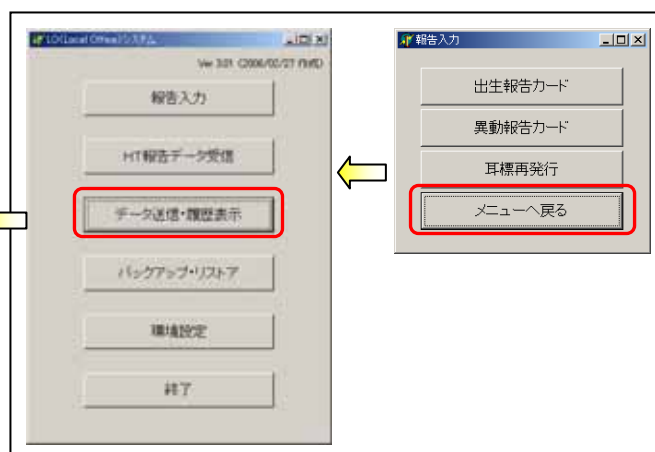 LO(Local Office)システム
Ver 3.01 (2006/02/27 作成)
報告入力
HT報告データ受信
データ送信・履歴表示
バックアップ・リストア
環境設定
終了
報告入力
出生報告カード
異動報告カード
耳標再発行
メニューへ戻る